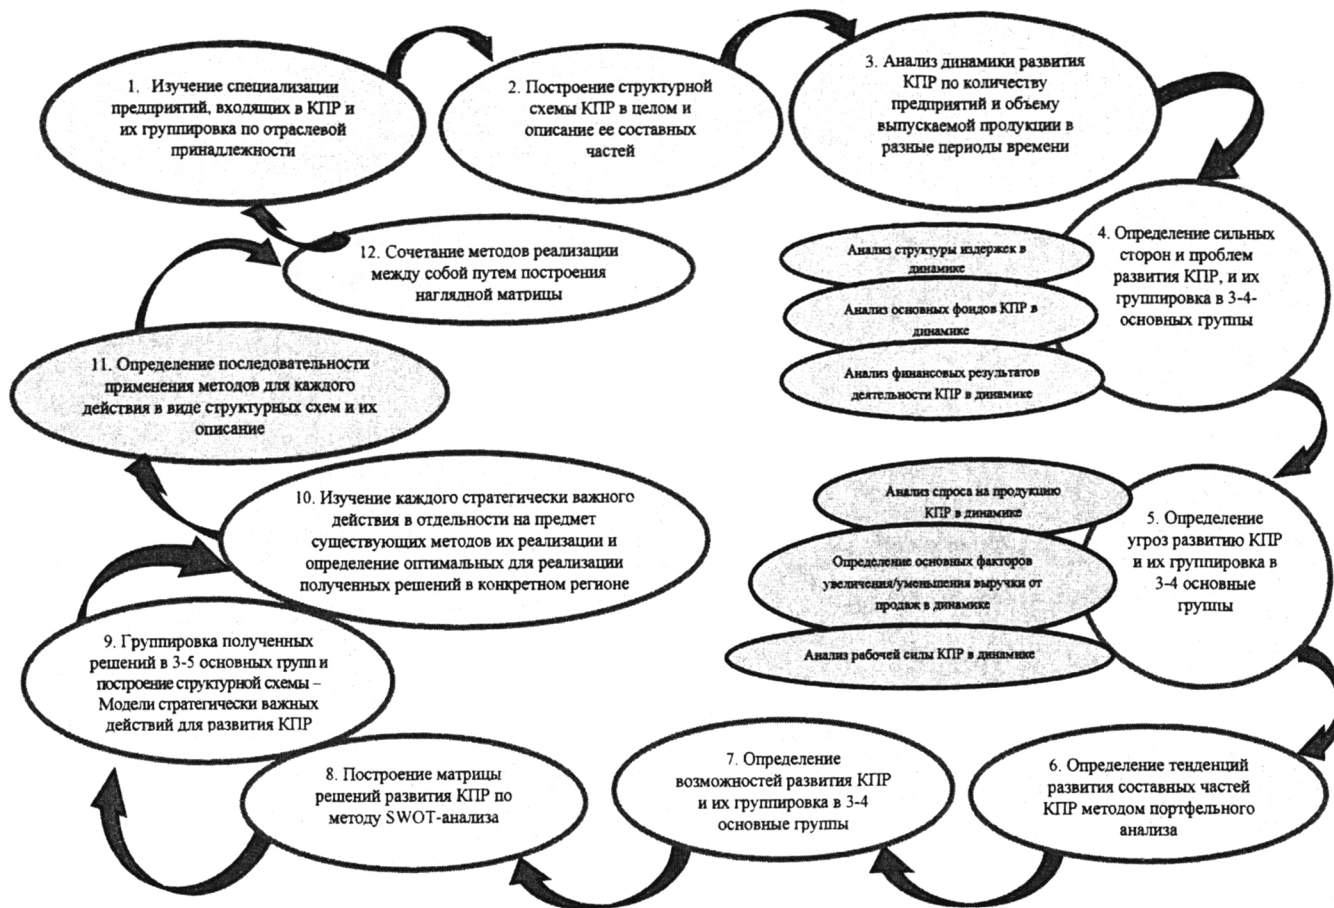 1. Изучение специализации
предприятий, входящих в КПР и
их группировка по отраслевой
принадлежности
2. Построение структурной
схемы КПР в целом и
описание ее составных
частей
3. Анализ динамики развития
КПР по количеству
предприятий и объему
выпускаемой продукции в
разные периоды времени
4. Определение сильных
сторон и проблем
развития КПР, и их
группировка в 3-4-
основных группы
Анализ структуры издержек в
динамике
Анализ основных фондов КПР в
динамике
Анализ финансовых результатов
деятельности КПР в динамике
5. Определение
угроз развитию КПР
и их группировка в
3-4 основные
группы
Анализ спроса на продукцию
КПР в динамике
Определение основных факторов
увеличения/уменьшения выручки от
продаж в динамике
Анализ рабочей силы КПР в динамике
6. Определение тенденций
развития составных частей
КПР методом портфельного
анализа
7. Определение
возможностей развития КПР
и их группировка в 3-4
основные группы
8. Построение матрицы
решений развития КПР по
методу SWOT-анализа
9. Группировка полученных
решений в 3-5 основных групп и
построение структурной схемы –
Модели стратегически важных
действий для развития КПР
10. Изучение каждого стратегически важного
действия в отдельности на предмет
существующих методов их реализации и
определение оптимальных для реализации
полученных решений в конкретном регионе
11. Определение последовательности
применения методов для каждого
действия в виде структурных схем и их
описание
12. Сочетание методов реализации
между собой путем построения
наглядной матрицы